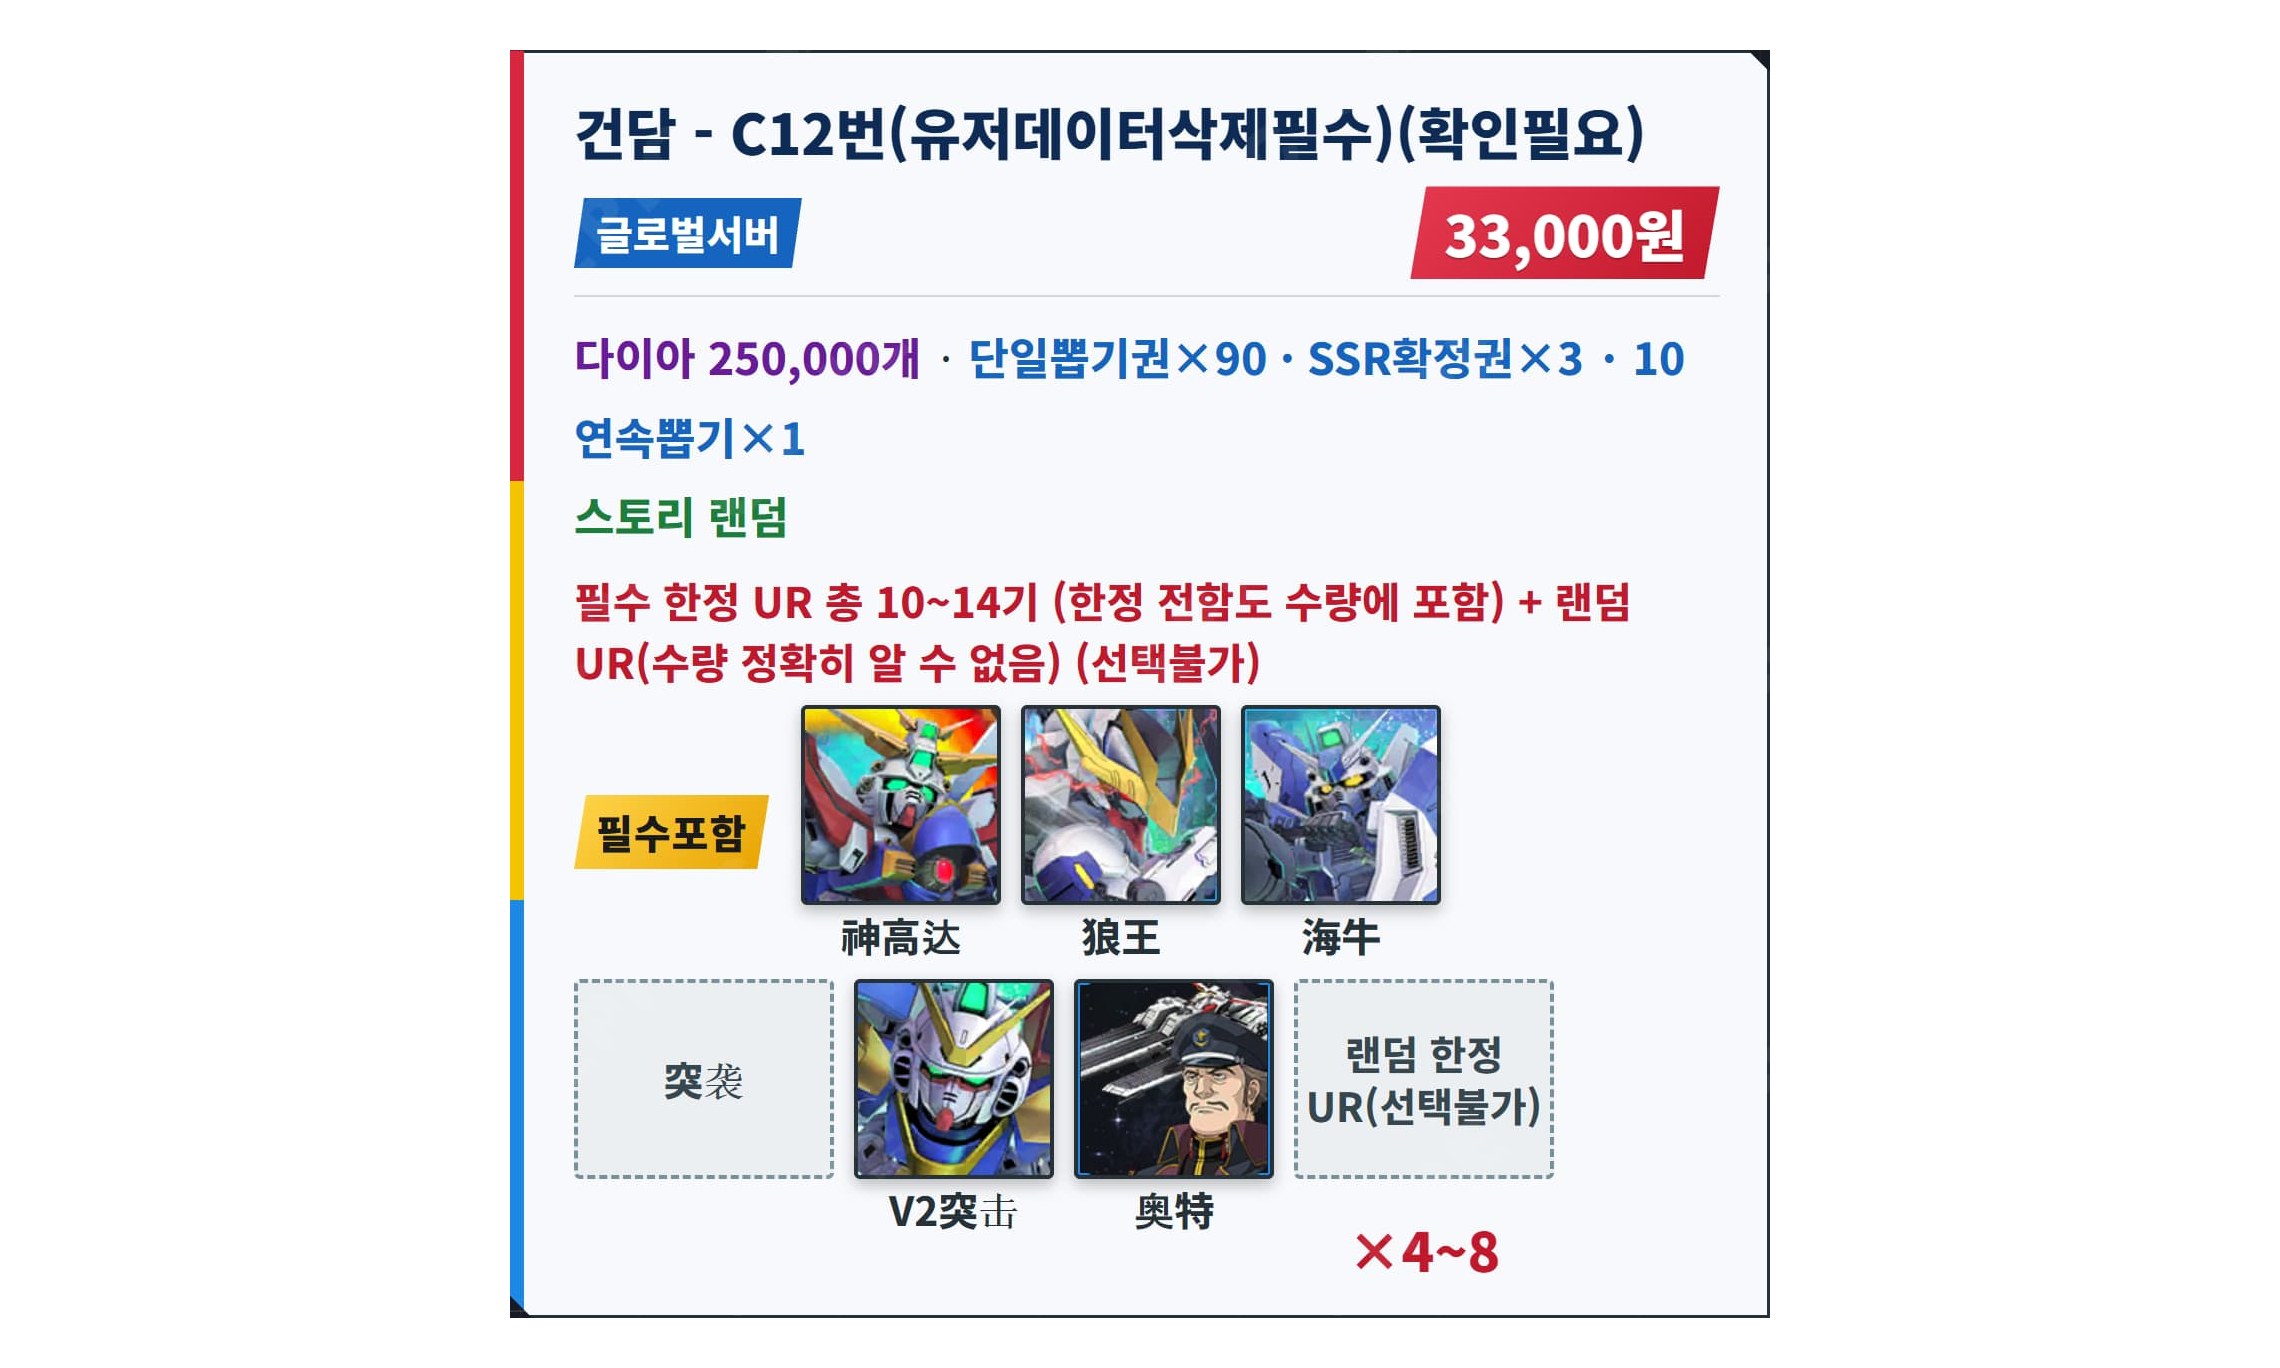 건담 - C12번(유저데이터삭제필수)(확인필요)
글로벌서버
33,000원
다이아 250,000개 · 단일뽑기권×90 · SSR확정권×3 · 10
연속뽑기×1
스토리 랜덤
필수 한정 UR 총 10~14기 (한정 전함도 수량에 포함) + 랜덤
UR(수량 정확히 알 수 없음) (선택불가)
필수포함
神高达
狼王
海牛
突袭
V2突击
奥特
랜덤 한정
UR(선택불가)
×4~8